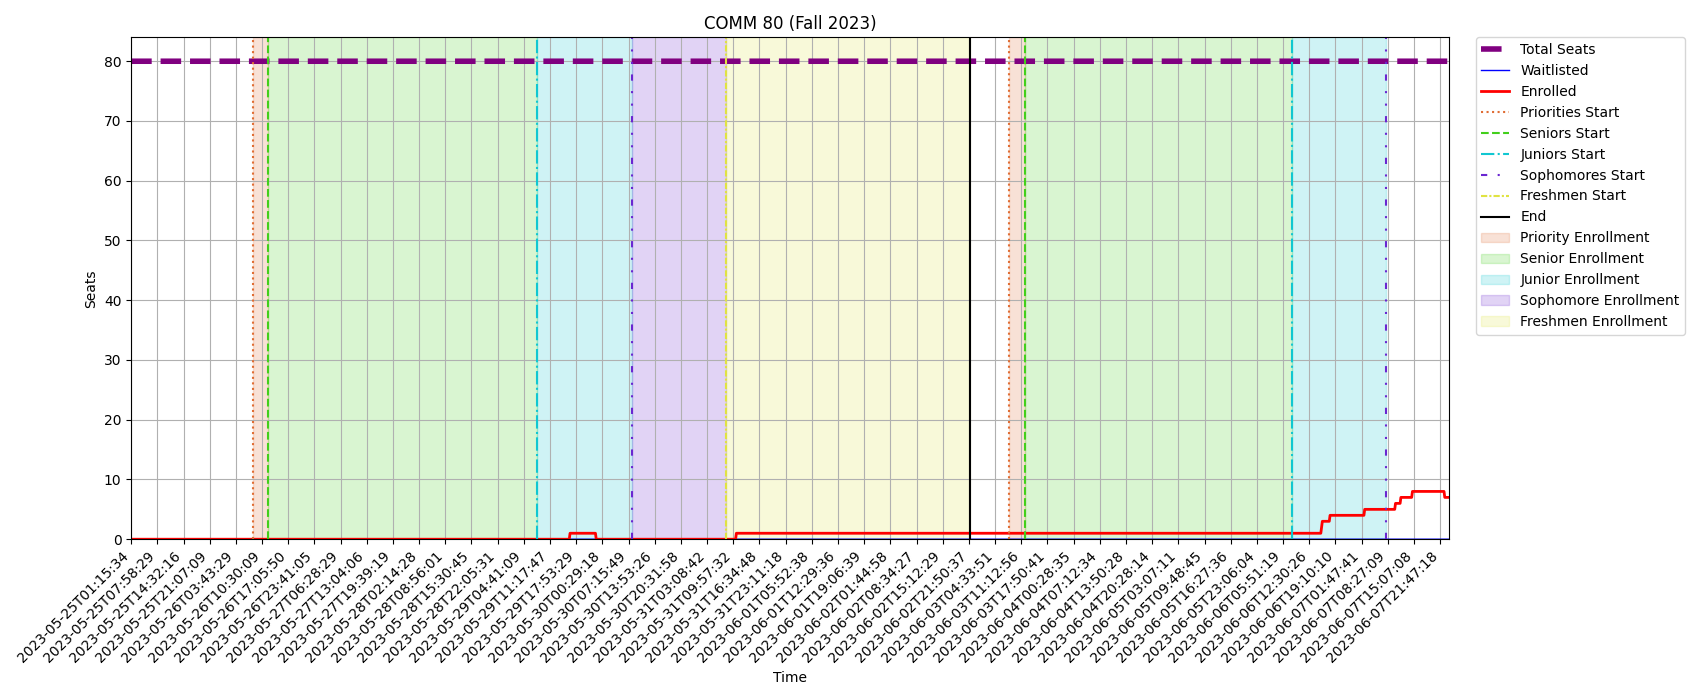 COMM 80 (Fall 2023)
Seats
80
70
60
50
40
30
20
10
0
2023-05-25T01:15:34
2023-05-25T07:58:29
2023-05-25T14:32:16
2023-05-25T21:07:09
2023-05-26T03:43:29
2023-05-26T10:30:09
2023-05-26T17:05:50
2023-05-26T23:41:05
2023-05-27T06:28:29
2023-05-27T13:04:06
2023-05-27T19:39:19
2023-05-28T02:14:28
2023-05-28T08:56:01
2023-05-28T15:30:45
2023-05-28T22:05:31
2023-05-29T04:41:09
2023-05-29T11:17:47
2023-05-29T17:53:29
2023-05-30T00:29:18
2023-05-30T07:15:49
2023-05-30T13:53:26
2023-05-30T20:31:58
2023-05-31T03:08:42
2023-05-31T09:57:32
2023-05-31T16:34:48
2023-05-31T23:11:18
2023-06-01T05:52:38
2023-06-01T12:29:36
2023-06-01T19:06:39
2023-06-02T01:44:58
2023-06-02T08:34:27
2023-06-02T15:12:29
2023-06-02T21:50:37
2023-06-03T04:33:51
2023-06-03T11:12:56
2023-06-03T17:50:41
2023-06-04T00:28:35
2023-06-04T07:12:34
2023-06-04T13:50:28
2023-06-04T20:28:14
2023-06-05T03:07:11
2023-06-05T09:48:45
2023-06-05T16:27:36
2023-06-05T23:06:04
2023-06-06T05:51:19
2023-06-06T12:30:26
2023-06-06T19:10:10
2023-06-07T01:47:41
2023-06-07T08:27:09
2023-06-07T15:07:08
2023-06-07T21:47:18
Time
Total Seats
Waitlisted
Enrolled
Priorities Start
Seniors Start
Juniors Start
Sophomores Start
Freshmen Start
End
Priority Enrollment
Senior Enrollment
Junior Enrollment
Sophomore Enrollment
Freshmen Enrollment